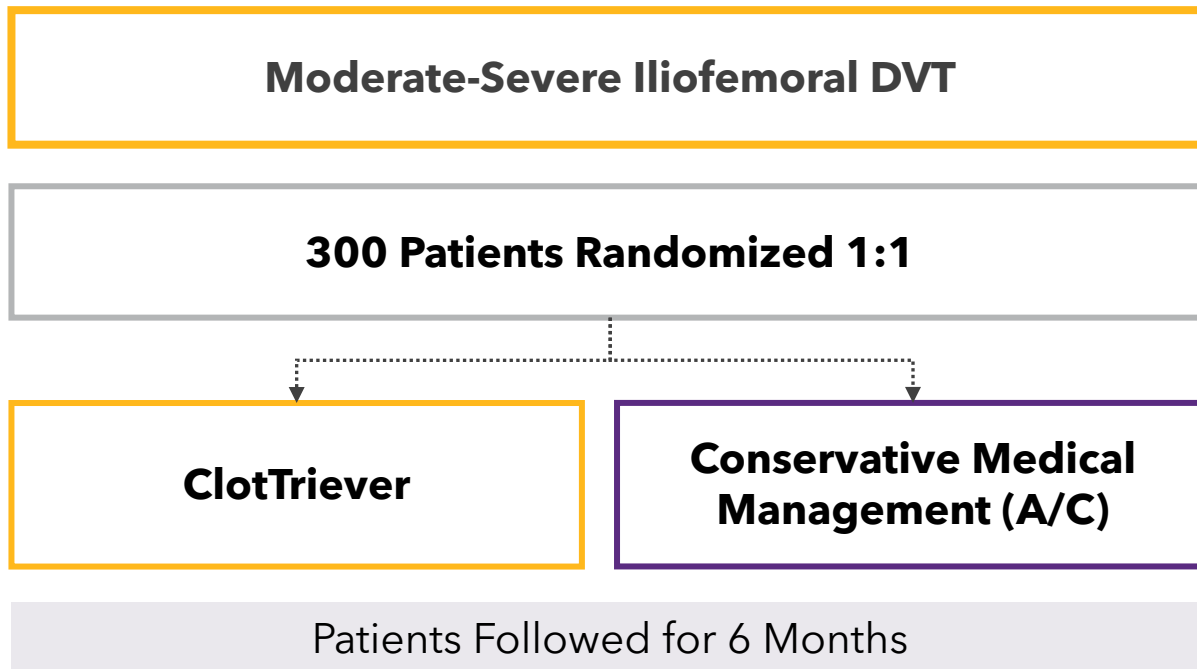 Moderate-Severe Iliofemoral DVT
300 Patients Randomized 1:1
ClotTriever
Conservative Medical
Management (A/C)
Patients Followed for 6 Months